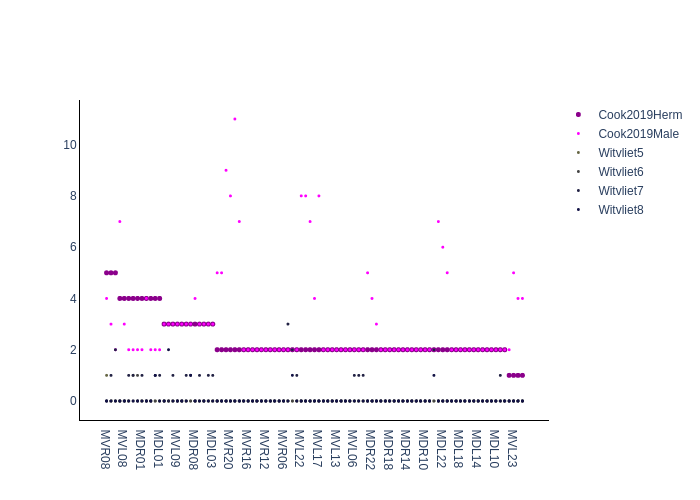 Cook2019Herm
Cook2019Male
Witvliet5
Witvliet6
Witvliet7
Witvliet8
10
8
6
4
2
0
MVR08
MVL08
MDR01
MDL01
MVL09
MDR08
MDL03
MVR20
MVR16
MVR12
MVR06
MVL22
MVL17
MVL13
MVL06
MDR22
MDR18
MDR14
MDR10
MDL22
MDL18
MDL14
MDL10
MVL23